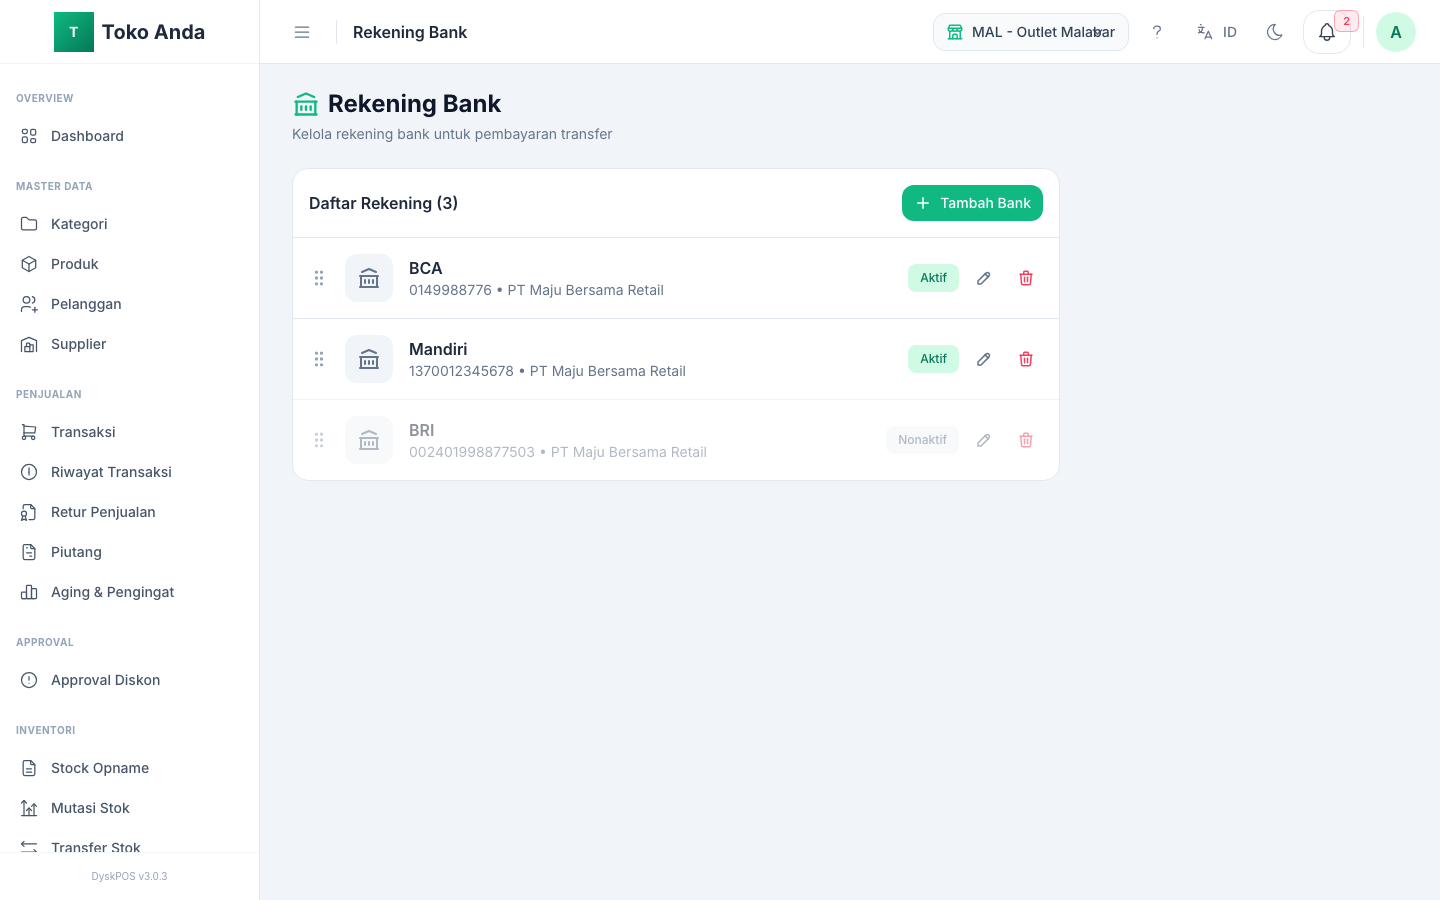 T
Toko Anda
Rekening Bank
MAL - Outlet Malabar
?
ID
2
A
OVERVIEW
Dashboard
MASTER DATA
Kategori
Produk
Pelanggan
Supplier
PENJUALAN
Transaksi
Riwayat Transaksi
Retur Penjualan
Piutang
Aging & Pengingat
APPROVAL
Approval Diskon
INVENTORI
Stock Opname
Mutasi Stok
Transfer Stok
DyskPOS v3.0.3
Rekening Bank
Kelola rekening bank untuk pembayaran transfer
Daftar Rekening (3)
Tambah Bank
BCA
0149988776 • PT Maju Bersama Retail
Aktif
Mandiri
1370012345678 • PT Maju Bersama Retail
Aktif
BRI
002401998877503 • PT Maju Bersama Retail
Nonaktif